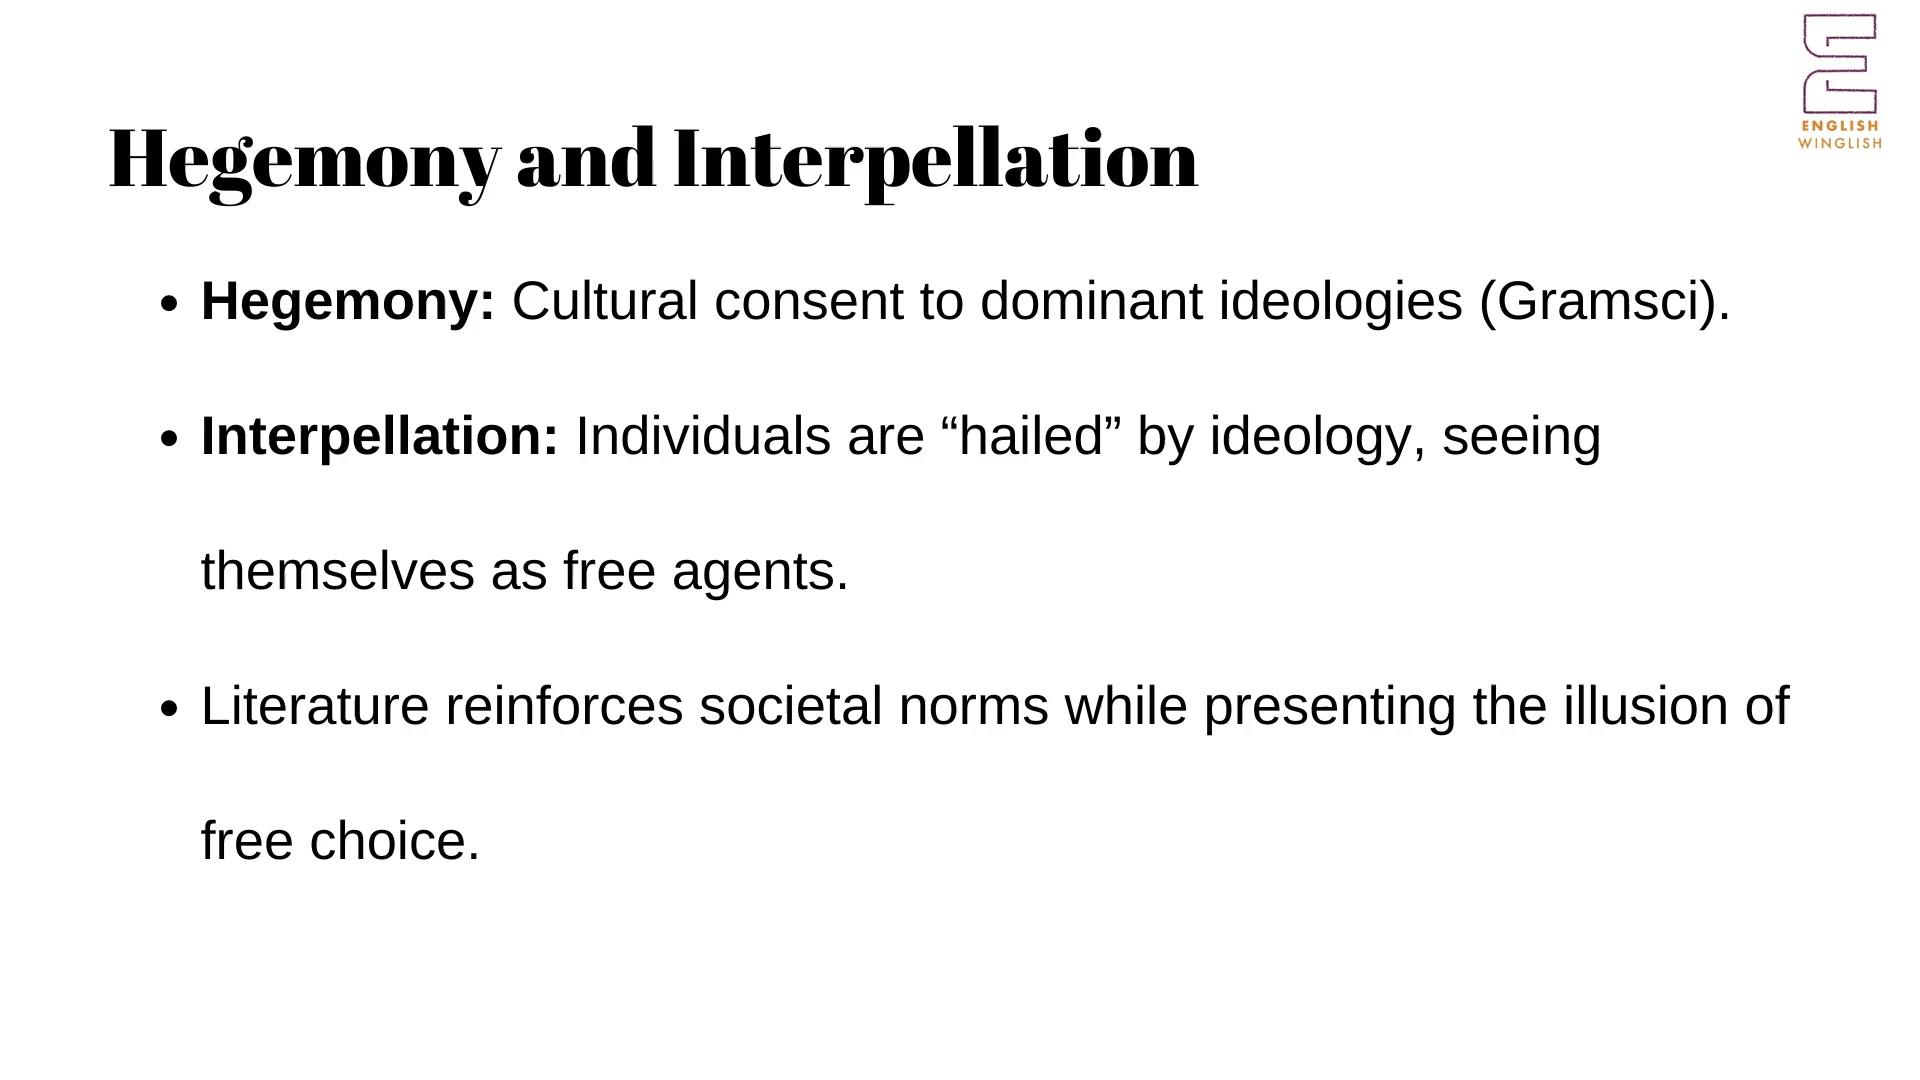 ENGLISH
WINGLISH
Hegemony and Interpellation
• Hegemony: Cultural consent to dominant ideologies (Gramsci).
• Interpellation: Individuals are “hailed” by ideology, seeing
themselves as free agents.
• Literature reinforces societal norms while presenting the illusion of
free choice.